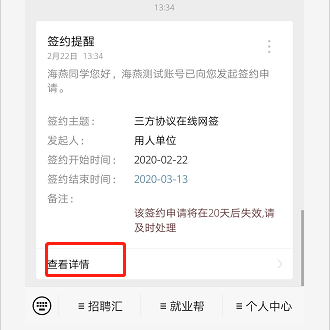 13:34
签约提醒
2月22日 13:34
海燕同学您好，海燕测试账号已向您发起签约申
请。
签约主题： 三方协议在线网签
发起人： 用人单位
签约开始时间： 2020-02-22
签约结束时间： 2020-03-13
备注：
该签约申请将在20天后失效,请
及时处理
查看详情
≡ 招聘汇 ≡ 就业帮 ≡ 个人中心